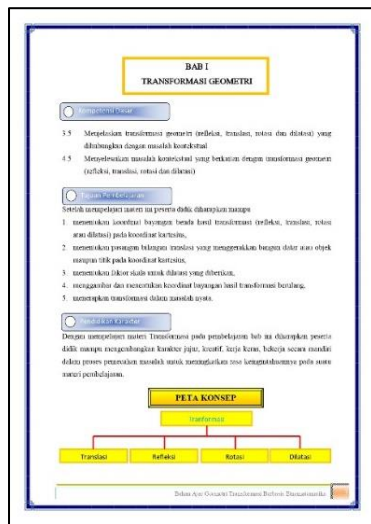 BAB I
TRANSFORMASI GEOMETRI
Kompetensi Dasar
3.5 Menjelaskan transformasi geometri (refleksi, translasi, rotasi dan dilatasi) yang
dihubungkan dengan masalah kontekstual
4.5 Menyelesaikan masalah kontekstual yang berkaitan dengan transformasi geometri
(refleksi, translasi, rotasi dan dilatasi)
Tujuan Pembelajaran
Setelah mempelajari materi ini peserta didik diharapkan mampu
1. menentukan koordinat bayangan benda hasil transformasi (refleksi, translasi, rotasi
atau dilatasi) pada koordinat kartesius,
2. menentukan pasangan bilangan translasi yang menggerakkan bangun datar atau objek
maupun titik pada koordinat kartesius,
3. menentukan faktor skala untuk dilatasi yang diberikan,
4. menggambar dan menentukan koordinat bayangan hasil transformasi berulang,
5. menerapkan transformasi dalam masalah nyata.
Pendidikan Karakter
Dengan mempelajari materi Transformasi pada pembelajaran bab ini diharapkan peserta
didik mampu mengembangkan karakter jujur, kreatif, kerja keras, bekerja secara mandiri
dalam proses pemecahan masalah untuk meningkatkan rasa keingintahuannya pada suatu
materi pembelajaran.
PETA KONSEP
Tranformasi
Translasi Refleksi Rotasi Dilatasi
Bahan Ajar Geometri Transformasi Berbasis Etnomatematika